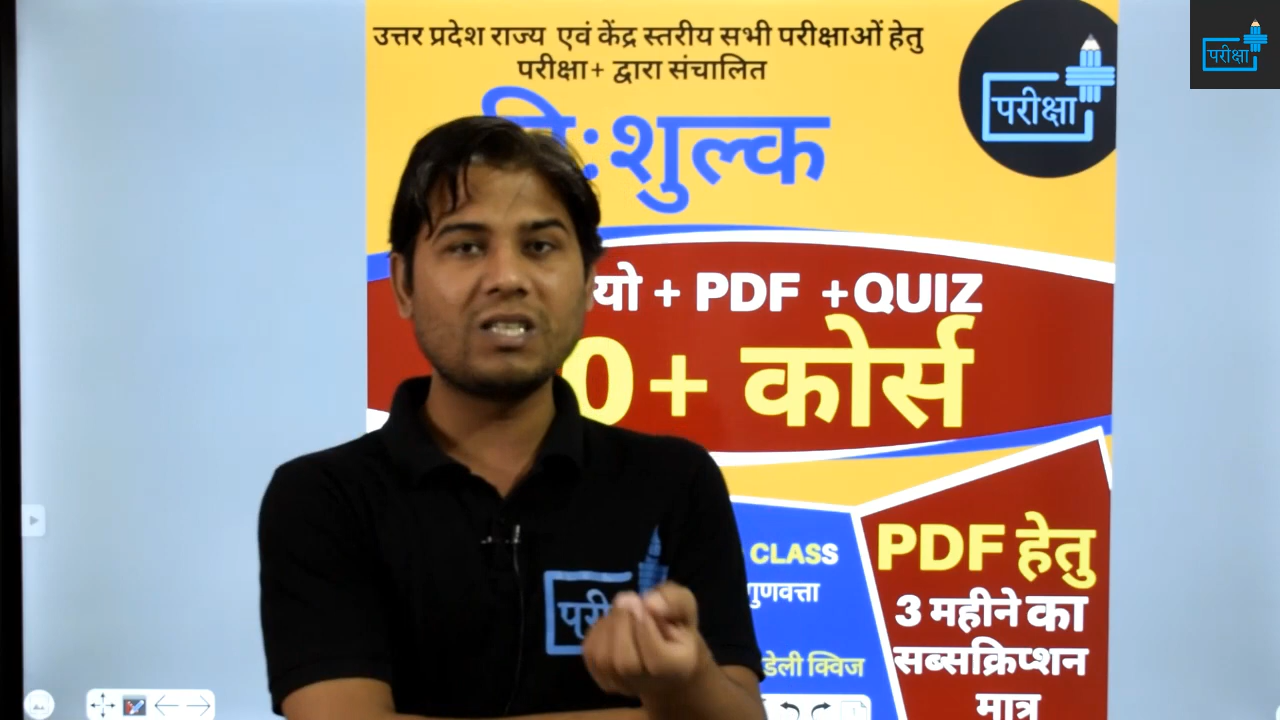 उत्तर प्रदेश राज्य एवं केंद्र स्तरीय सभी परीक्षाओं हेतु
परीक्षा+ द्वारा संचालित
परीक्षा
परीक्षा
शुल्क
+ PDF +QUIZ
0+ कोर्स
CLASS
गुणवत्ता
डेली क्विज
PDF हेतु
3 महीने का
सब्सक्रिप्शन
मात्र